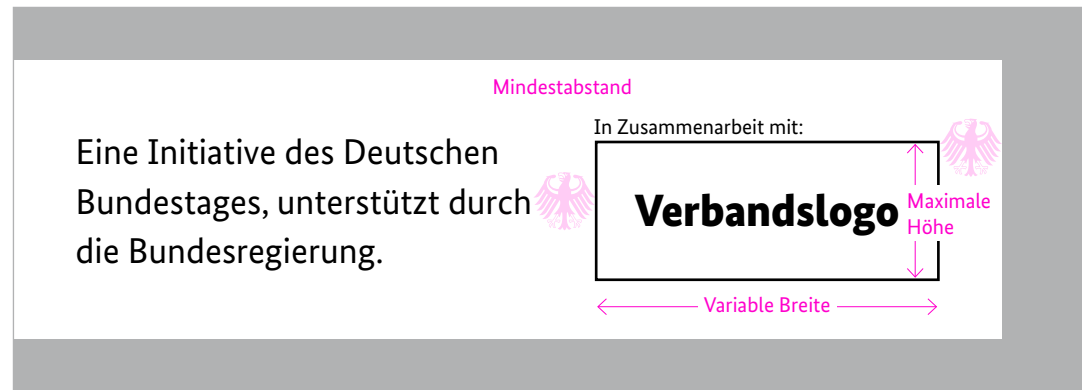 Mindestabstand
Eine Initiative des Deutschen
Bundestages, unterstützt durch
die Bundesregierung.
In Zusammenarbeit mit:
Verbandslogo
Maximale
Höhe
Variable Breite